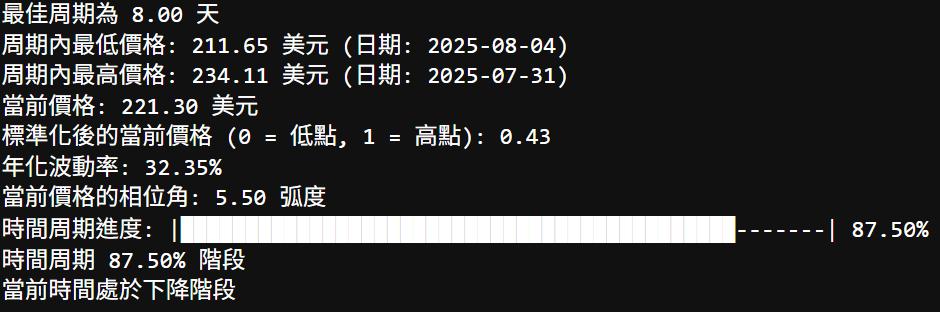 最佳周期為 8.00 天
周期內最低價格: 211.65 美元 (日期: 2025-08-04)
周期內最高價格: 234.11 美元 (日期: 2025-07-31)
當前價格: 221.30 美元
標準化後的當前價格 (0 = 低點, 1 = 高點): 0.43
年化波動率: 32.35%
當前價格的相位角: 5.50 弧度
時間周期進度: |███████████████████████████████████████████-------| 87.50%
時間周期 87.50% 階段
當前時間處於下降階段